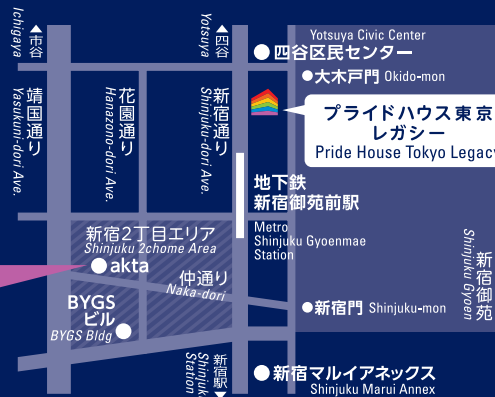 ▲市谷
Ichigaya
▲四谷
Yotsuya
Yotsuya Civic Center
四谷区民センター
大木戸門 Okido-mon
靖国通り
Yasukuni-dori Ave.
花園通り
Hanazono-dori Ave.
新宿通り
Shinjuku-dori Ave.
プライドハウス東京
レガシー
Pride House Tokyo Legacy
地下鉄
新宿御苑前駅
Metro
Shinjuku Gyoenmae
Station
新宿2丁目エリア
Shinjuku 2chome Area
akta
仲通り
Naka-dori
新宿御苑
Shinjuku Gyoen
BYGS
ビル
BYGS Bldg
新宿門 Shinjuku-mon
新宿駅▼
Shinjuku
Station
新宿マルイアネックス
Shinjuku Marui Annex